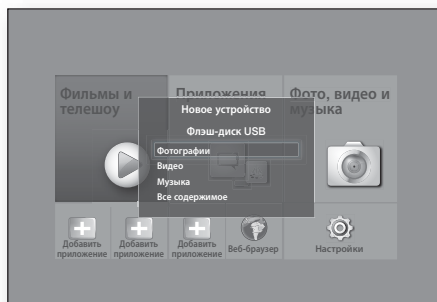 Фильмы и
телешоу
Приложения
Фото, видео и
музыка
Новое устройство
Флэш-диск USB
Фотографии
Видео
Музыка
Все содержимое
Добавить
приложение
Добавить
приложение
Добавить
приложение
Веб-браузер
Настройки